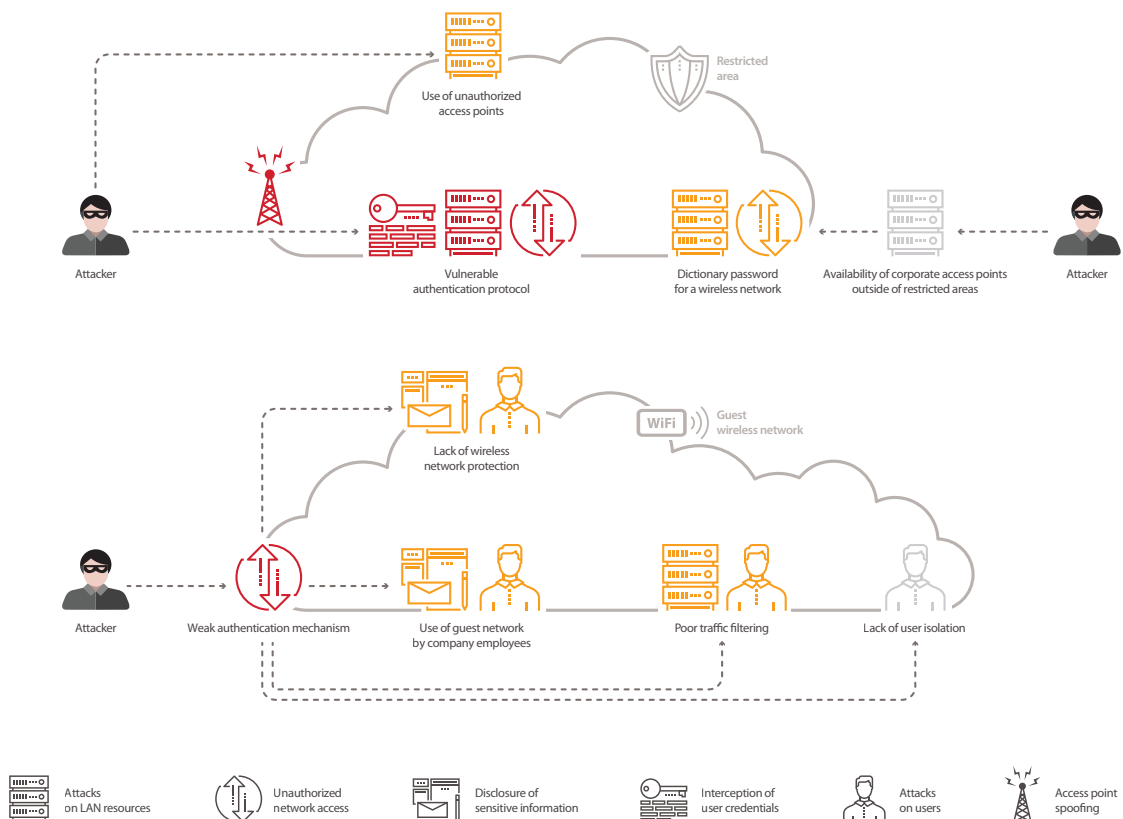 Restricted
area
Use of unauthorized
access points
Attacker
Vulnerable
authentication protocol
Dictionary password
for a wireless network
Availability of corporate access points
outside of restricted areas
Attacker
WiFi
Guest
wireless network
Lack of wireless
network protection
Attacker
Weak authentication mechanism
Use of guest network
by company employees
Poor traffic filtering
Lack of user isolation
Attacks
on LAN resources
Unauthorized
network access
Disclosure of
sensitive information
Interception of
user credentials
Attacks
on users
Access point
spoofing